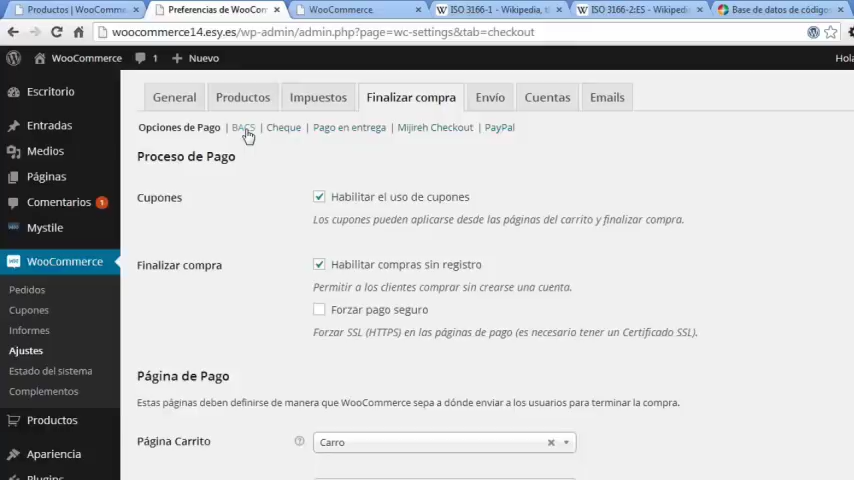 Productos | WooComme...
Preferencias de WooCom
WooCommerce
ISO 3166-1 - Wikipedia,
ISO 3166-2:ES - Wikiped
Base de datos de códigos
woocommerce14.esy.es/wp-admin/admin.php?page=wc-settings&tab=checkout
WooCommerce
1
+ Nuevo
Hola
Escritorio
Entradas
Medios
Páginas
Comentarios 1
Mystile
WooCommerce
Pedidos
Cupones
Informes
Ajustes
Estado del sistema
Complementos
Productos
Apariencia
Plugins
General
Productos
Impuestos
Finalizar compra
Envío
Cuentas
Emails
Opciones de Pago | BACS | Cheque | Pago en entrega | Mijireh Checkout | PayPal
Proceso de Pago
Cupones
Habilitar el uso de cupones
Los cupones pueden aplicarse desde las páginas del carrito y finalizar compra.
Finalizar compra
Habilitar compras sin registro
Permitir a los clientes comprar sin crearse una cuenta.
Forzar pago seguro
Forzar SSL (HTTPS) en las páginas de pago (es necesario tener un Certificado SSL).
Página de Pago
Estas páginas deben definirse de manera que WooCommerce sepa a dónde enviar a los usuarios para terminar la compra.
Página Carrito
Carro